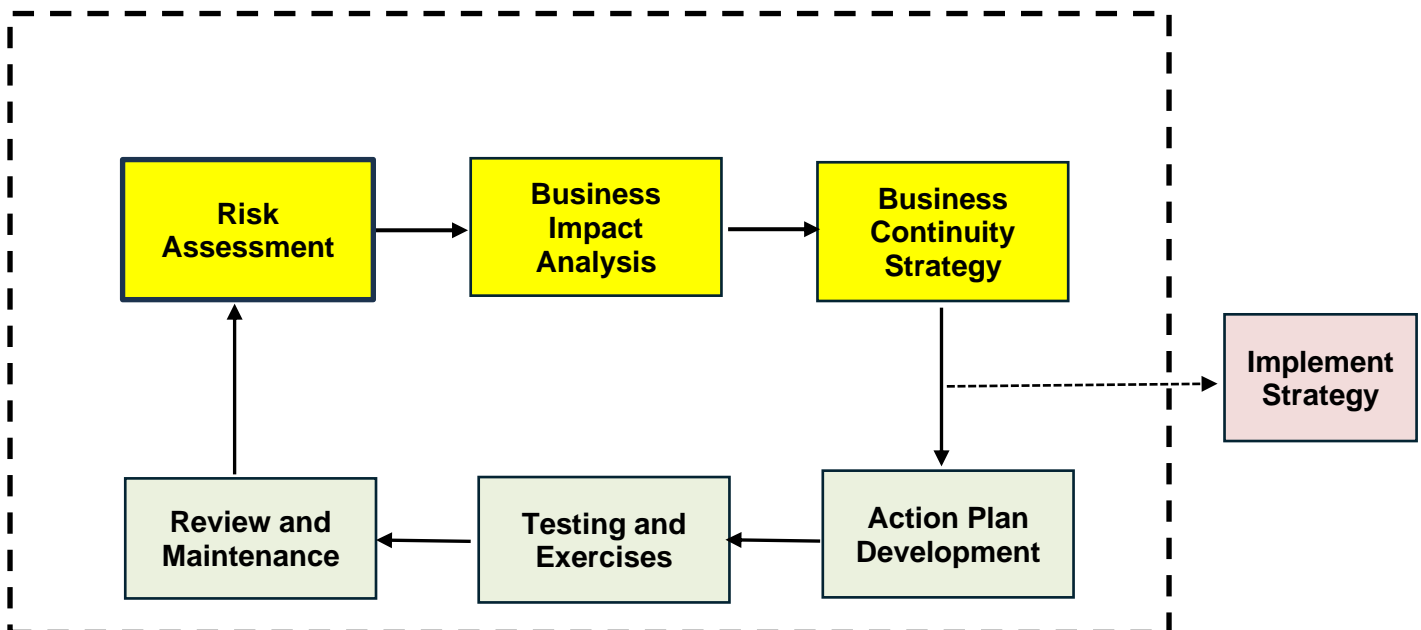 Risk
Assessment
Business
Impact
Analysis
Business
Continuity
Strategy
Implement
Strategy
Review and
Maintenance
Testing and
Exercises
Action Plan
Development